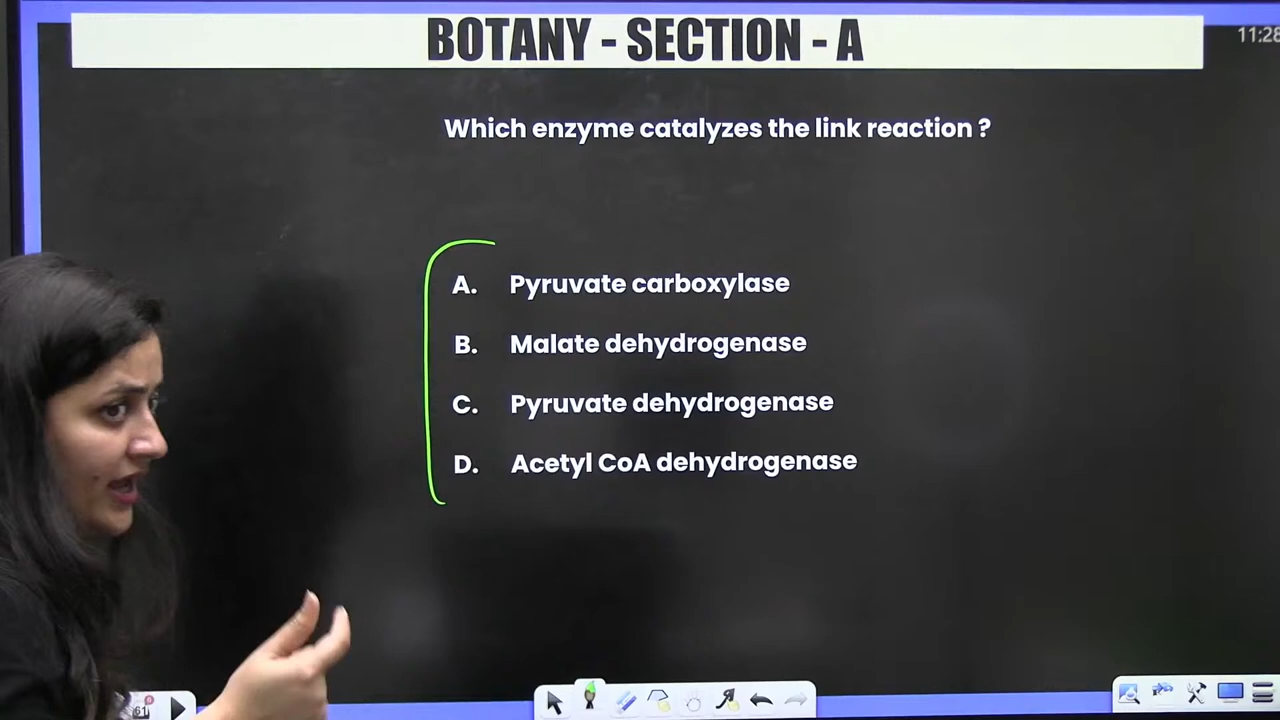 BOTANY - SECTION - A
11:28
Which enzyme catalyzes the link reaction ?
A. Pyruvate carboxylase
B. Malate dehydrogenase
C. Pyruvate dehydrogenase
D. Acetyl CoA dehydrogenase
61